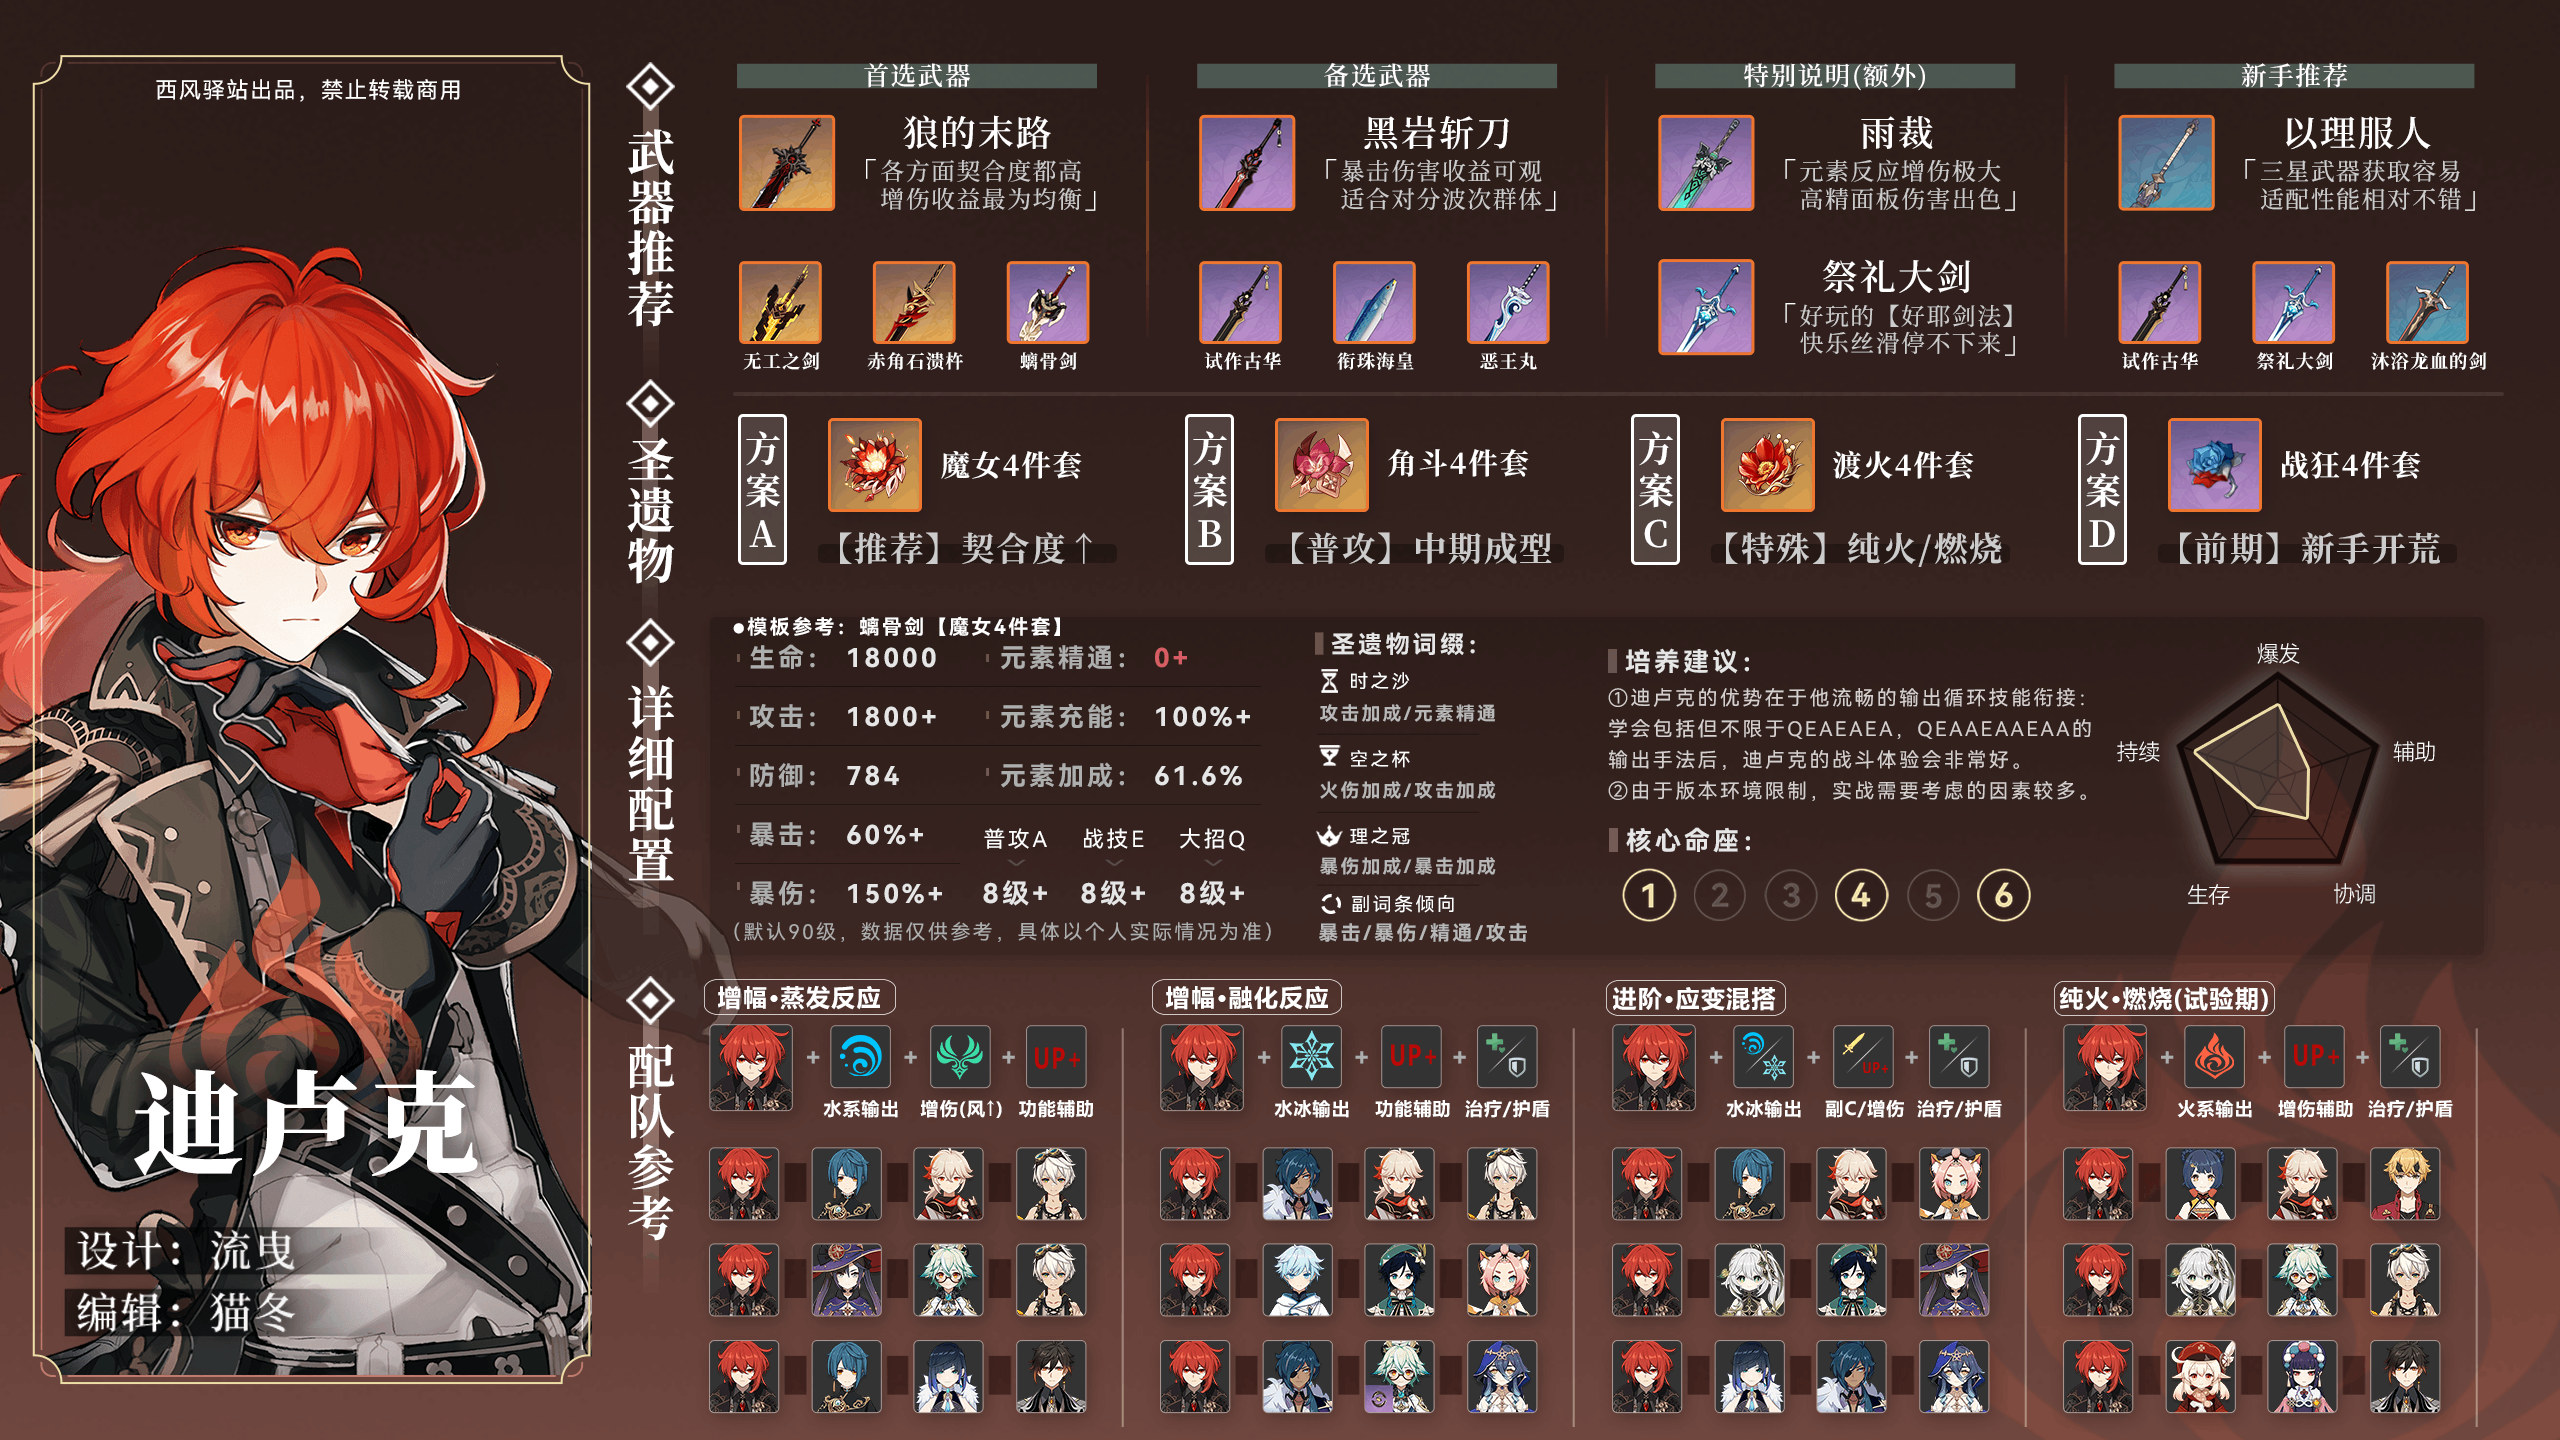 西风驿站出品，禁止转载商用
迪卢克
设计：流曳
编辑：猫冬
武器推荐
首选武器
狼的末路
「各方面契合度都高
增伤收益最为均衡」
无工之剑
赤角石溃杵
螭骨剑
备选武器
黑岩斩刀
「暴击伤害收益可观
适合对分波次群体」
试作古华
衔珠海皇
恶王丸
特别说明(额外)
雨裁
「元素反应增伤极大
高精面板伤害出色」
祭礼大剑
「好玩的【好耶剑法】
快乐丝滑停不下来」
新手推荐
以理服人
「三星武器获取容易
适配性能相对不错」
试作古华
祭礼大剑
沐浴龙血的剑
圣遗物
方案A
魔女4件套
【推荐】契合度↑
方案B
角斗4件套
【普攻】中期成型
方案C
渡火4件套
【特殊】纯火/燃烧
方案D
战狂4件套
【前期】新手开荒
详细配置
●模板参考：螭骨剑【魔女4件套】
生命：18000 元素精通：0+
攻击：1800+ 元素充能：100%+
防御：784 元素加成：61.6%
暴击：60%+ 普攻A 战技E 大招Q
暴伤：150%+ 8级+ 8级+ 8级+
(默认90级，数据仅供参考，具体以个人实际情况为准)
圣遗物词缀：
时之沙
攻击加成/元素精通
空之杯
火伤加成/攻击加成
理之冠
暴伤加成/暴击加成
副词条倾向
暴击/暴伤/精通/攻击
培养建议：
①迪卢克的优势在于他流畅的输出循环技能衔接：
学会包括但不限于QEAEAEA，QEAAEAAEAA的
输出手法后，迪卢克的战斗体验会非常好。
②由于版本环境限制，实战需要考虑的因素较多。
核心命座：
1 2 3 4 5 6
爆发
持续
辅助
生存
协调
配队参考
增幅•蒸发反应
+ + + UP+
水系输出 增伤(风↑) 功能辅助
增幅•融化反应
+ + UP+ +
水冰输出 功能辅助 治疗/护盾
进阶•应变混搭
+ + UP+ +
水冰输出 副C/增伤 治疗/护盾
纯火•燃烧(试验期)
+ + UP+ +
火系输出 增伤辅助 治疗/护盾